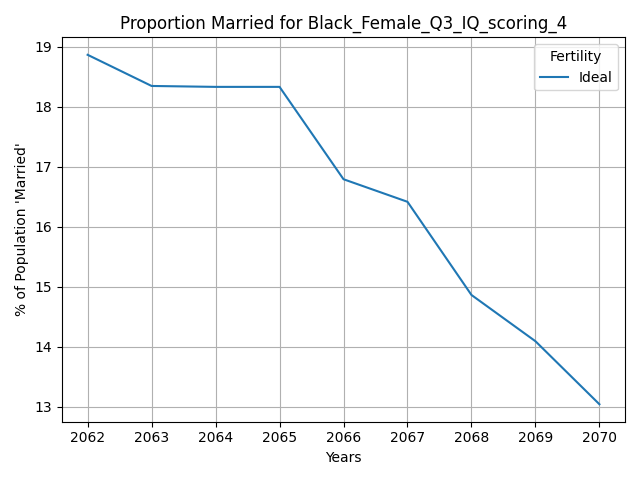 Proportion Married for Black_Female_Q3_IQ_scoring_4
% of Population 'Married'
19
18
17
16
15
14
13
Fertility
Ideal
2062 2063 2064 2065 2066 2067 2068 2069 2070
Years